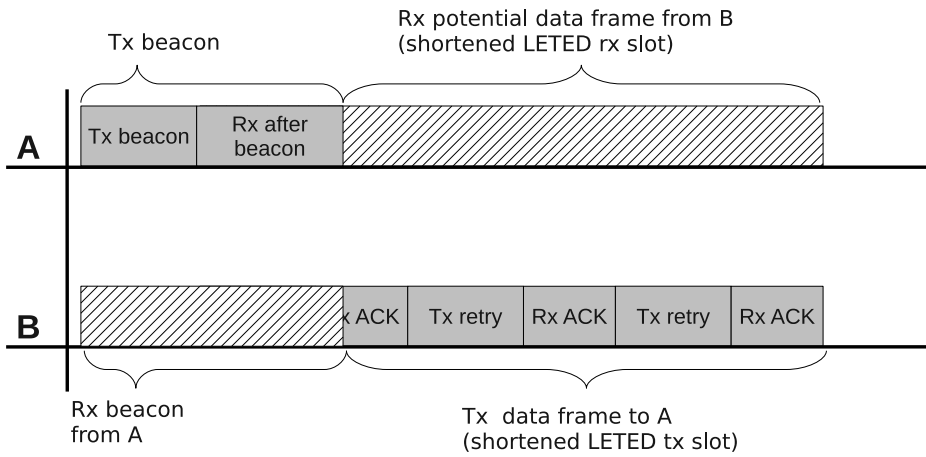 Rx potential data frame from B
(shortened LETED rx slot)
Tx beacon
A
Tx beacon
Rx after
beacon
B
x ACK
Tx retry
Rx ACK
Tx retry
Rx ACK
Rx beacon
from A
Tx data frame to A
(shortened LETED tx slot)